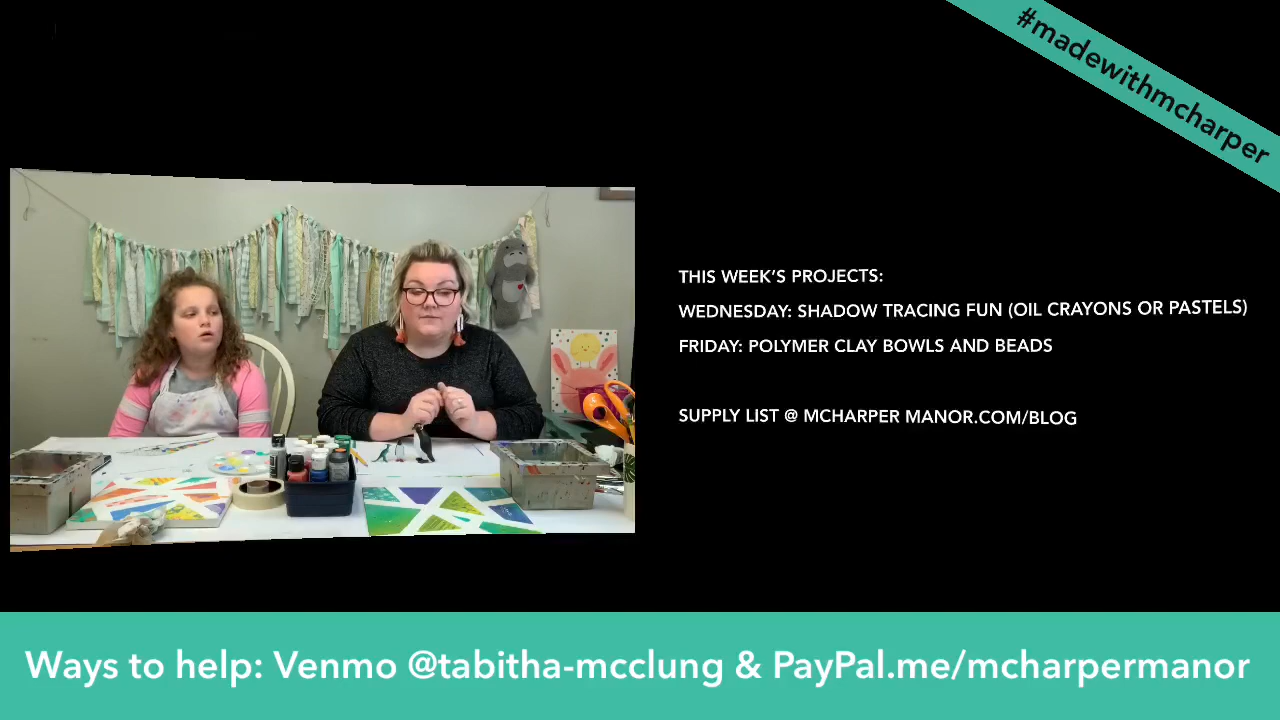 #madewithmcharper
THIS WEEK'S PROJECTS:
WEDNESDAY: SHADOW TRACING FUN (OIL CRAYONS OR PASTELS)
FRIDAY: POLYMER CLAY BOWLS AND BEADS
SUPPLY LIST @ MCHARPER MANOR.COM/BLOG
Ways to help: Venmo @tabitha-mcclung & PayPal.me/mcharpermanor